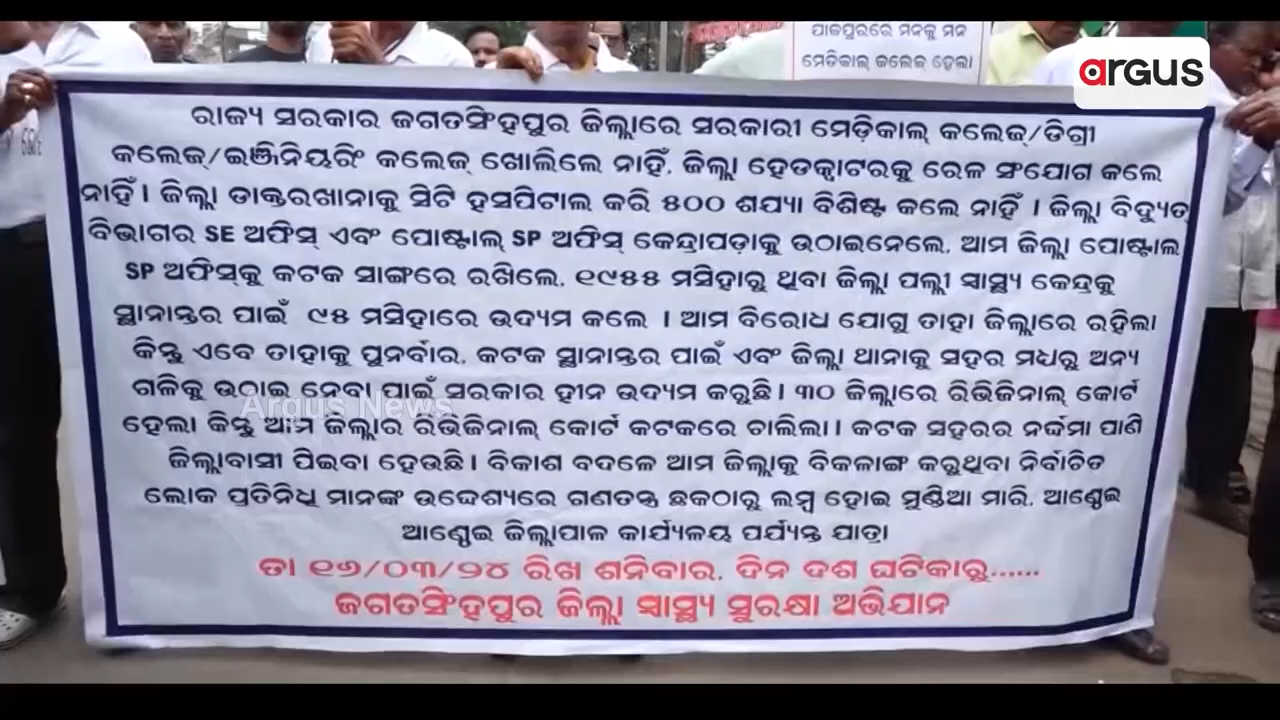 ଯାଜପୁରରେ ମନକୁ ମନ
ମେଡିକାଲ୍ କଲେଜ୍ ହେଲା
argus
ରାଜ୍ୟ ସରକାର ଜଗତସିଂହପୁର ଜିଲ୍ଲାରେ ସରକାରୀ ମେଡ଼ିକାଲ୍ କଲେଜ୍/ଡିଗ୍ରୀ
କଲେଜ୍/ଇଞ୍ଜିନିୟରିଂ କଲେଜ୍ ଖୋଲିଲେ ନାହିଁ, ଜିଲ୍ଲା ହେଡକ୍ୱାଟରକୁ ରେଳ ସଂଯୋଗ କଲେ
ନାହିଁ । ଜିଲ୍ଲା ଡାକ୍ତରଖାନାକୁ ସିଟି ହସପିଟାଲ କରି ୫୦୦ ଶଯ୍ୟା ବିଶିଷ୍ଟ କଲେ ନାହିଁ । ଜିଲ୍ଲା ବିଦ୍ୟୁତ
ବିଭାଗର SE ଅଫିସ୍ ଏବଂ ପୋଷ୍ଟାଲ୍ SP ଅଫିସ୍ କେନ୍ଦ୍ରାପଡ଼ାକୁ ଉଠାଇନେଲେ, ଆମ ଜିଲ୍ଲା ପୋଷ୍ଟାଲ
SP ଅଫିସ୍‌କୁ କଟକ ସାଙ୍ଗରେ ରଖିଲେ, ୧୯୫୫ ମସିହାରୁ ଥିବା ଜିଲ୍ଲା ପଲ୍ଲୀ ସ୍ୱାସ୍ଥ୍ୟ କେନ୍ଦ୍ରକୁ
ସ୍ଥାନାନ୍ତର ପାଇଁ ୯୫ ମସିହାରେ ଉଦ୍ୟମ କଲେ । ଆମ ବିରୋଧ ଯୋଗୁ ତାହା ଜିଲ୍ଲାରେ ରହିଲା
କିନ୍ତୁ ଏବେ ତାହାକୁ ପୁନର୍ବାର, କଟକ ସ୍ଥାନାନ୍ତର ପାଇଁ ଏବଂ ଜିଲ୍ଲା ଥାନାକୁ ସହର ମଧ୍ୟରୁ ଅନ୍ୟ
ଗଳିକୁ ଉଠାଇ ନେବା ପାଇଁ ସରକାର ହୀନ ଉଦ୍ୟମ କରୁଛି । ୩୦ ଜିଲ୍ଲାରେ ରିଭିଜିନାଲ୍ କୋର୍ଟ
Argus News
ହେଲା କିନ୍ତୁ ଆମ ଜିଲ୍ଲାର ରିଭିଜିନାଲ୍ କୋର୍ଟ କଟକରେ ଚାଲିଲା । କଟକ ସହରର ନର୍ଦ୍ଦମା ପାଣି
ଜିଲ୍ଲାବାସୀ ପିଇବା ହେଉଛି । ବିକାଶ ବଦଳେ ଆମ ଜିଲ୍ଲାକୁ ବିକଳାଙ୍ଗ କରୁଥିବା ନିର୍ବାଚିତ
ଲୋକ ପ୍ରତିନିଧି ମାନଙ୍କ ଉଦ୍ଦେଶ୍ୟରେ ଗଣତନ୍ତ୍ର ଛକଠାରୁ ଲମ୍ବ ହୋଇ ମୁଣ୍ଡିଆ ମାରି, ଆଣ୍ଠେଇ
ଆଣ୍ଠେଇ ଜିଲ୍ଲାପାଳ କାର୍ଯ୍ୟଳୟ ପର୍ଯ୍ୟନ୍ତ ଯାତ୍ରା
ତା ୧୬/୦୩/୨୪ ରିଖ ଶନିବାର, ଦିନ ଦଶ ଘଟିକାରୁ......
ଜଗତସିଂହପୁର ଜିଲ୍ଲା ସ୍ୱାସ୍ଥ୍ୟ ସୁରକ୍ଷା ଅଭିଯାନ